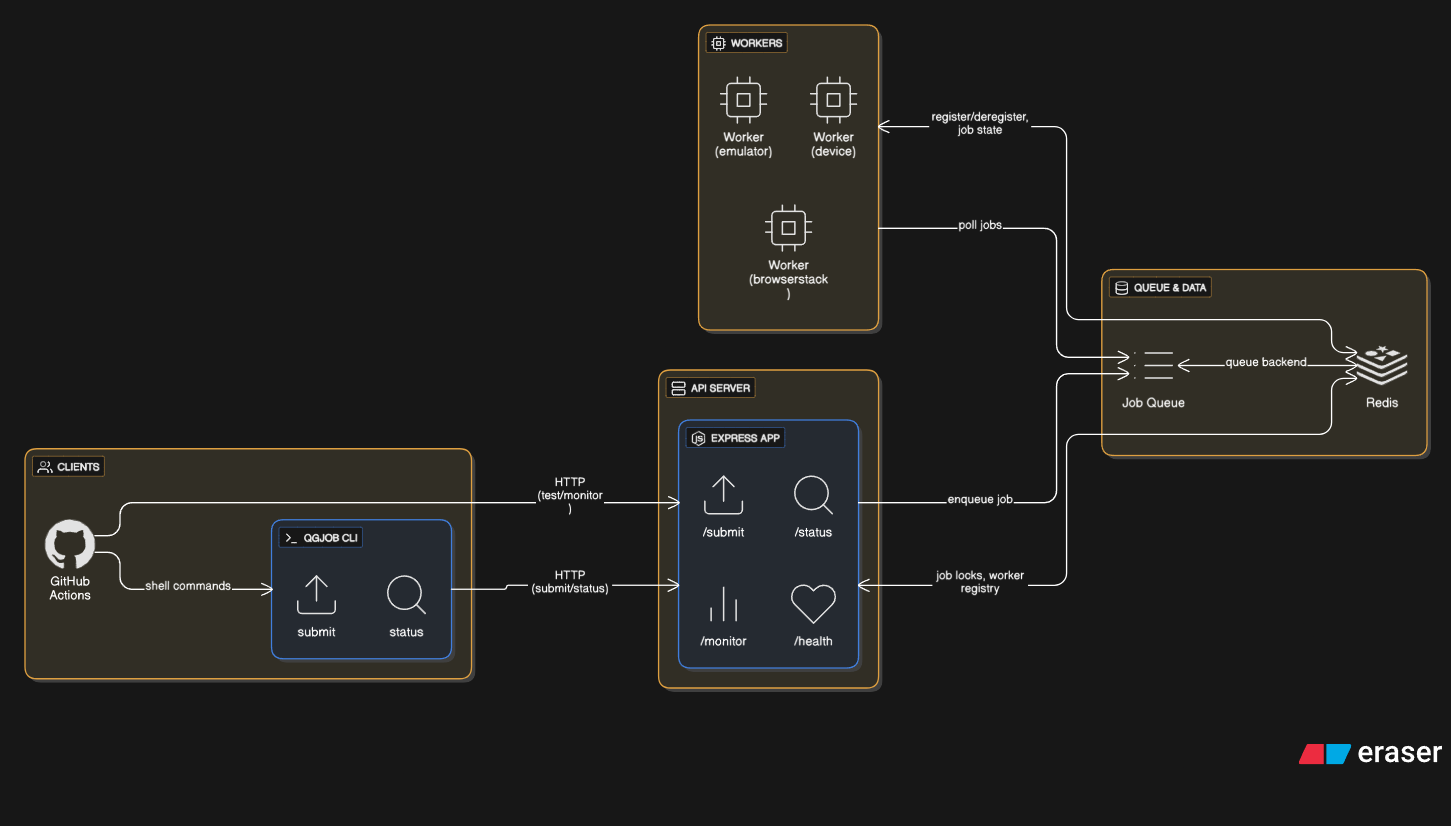 WORKERS
Worker
(emulator)
Worker
(device)
Worker
(browserstack
)
register/deregister,
job state
poll jobs
QUEUE & DATA
Job Queue
queue backend
Redis
API SERVER
EXPRESS APP
/submit
/status
/monitor
/health
enqueue job
job locks, worker
registry
CLIENTS
GitHub
Actions
shell commands
>_ QGJOB CLI
submit
status
HTTP
(test/monitor
)
HTTP
(submit/status)
JS
eraser